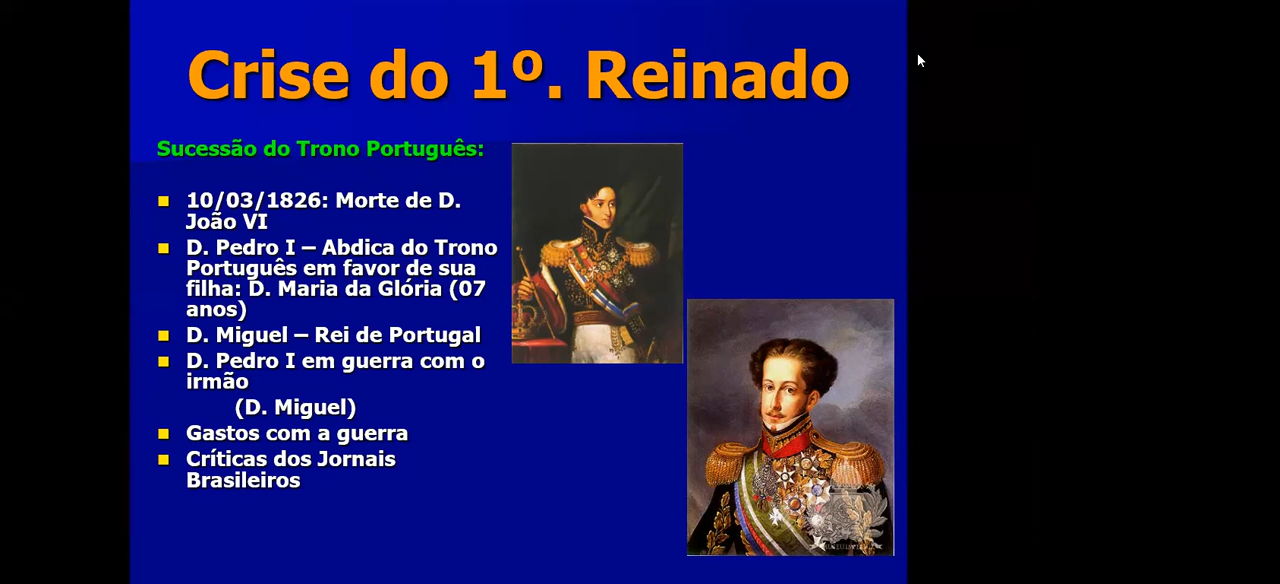 Crise do 1º. Reinado
Sucessão do Trono Português:
10/03/1826: Morte de D.
João VI
D. Pedro I – Abdica do Trono
Português em favor de sua
filha: D. Maria da Glória (07
anos)
D. Miguel – Rei de Portugal
D. Pedro I em guerra com o
irmão
(D. Miguel)
Gastos com a guerra
Críticas dos Jornais
Brasileiros